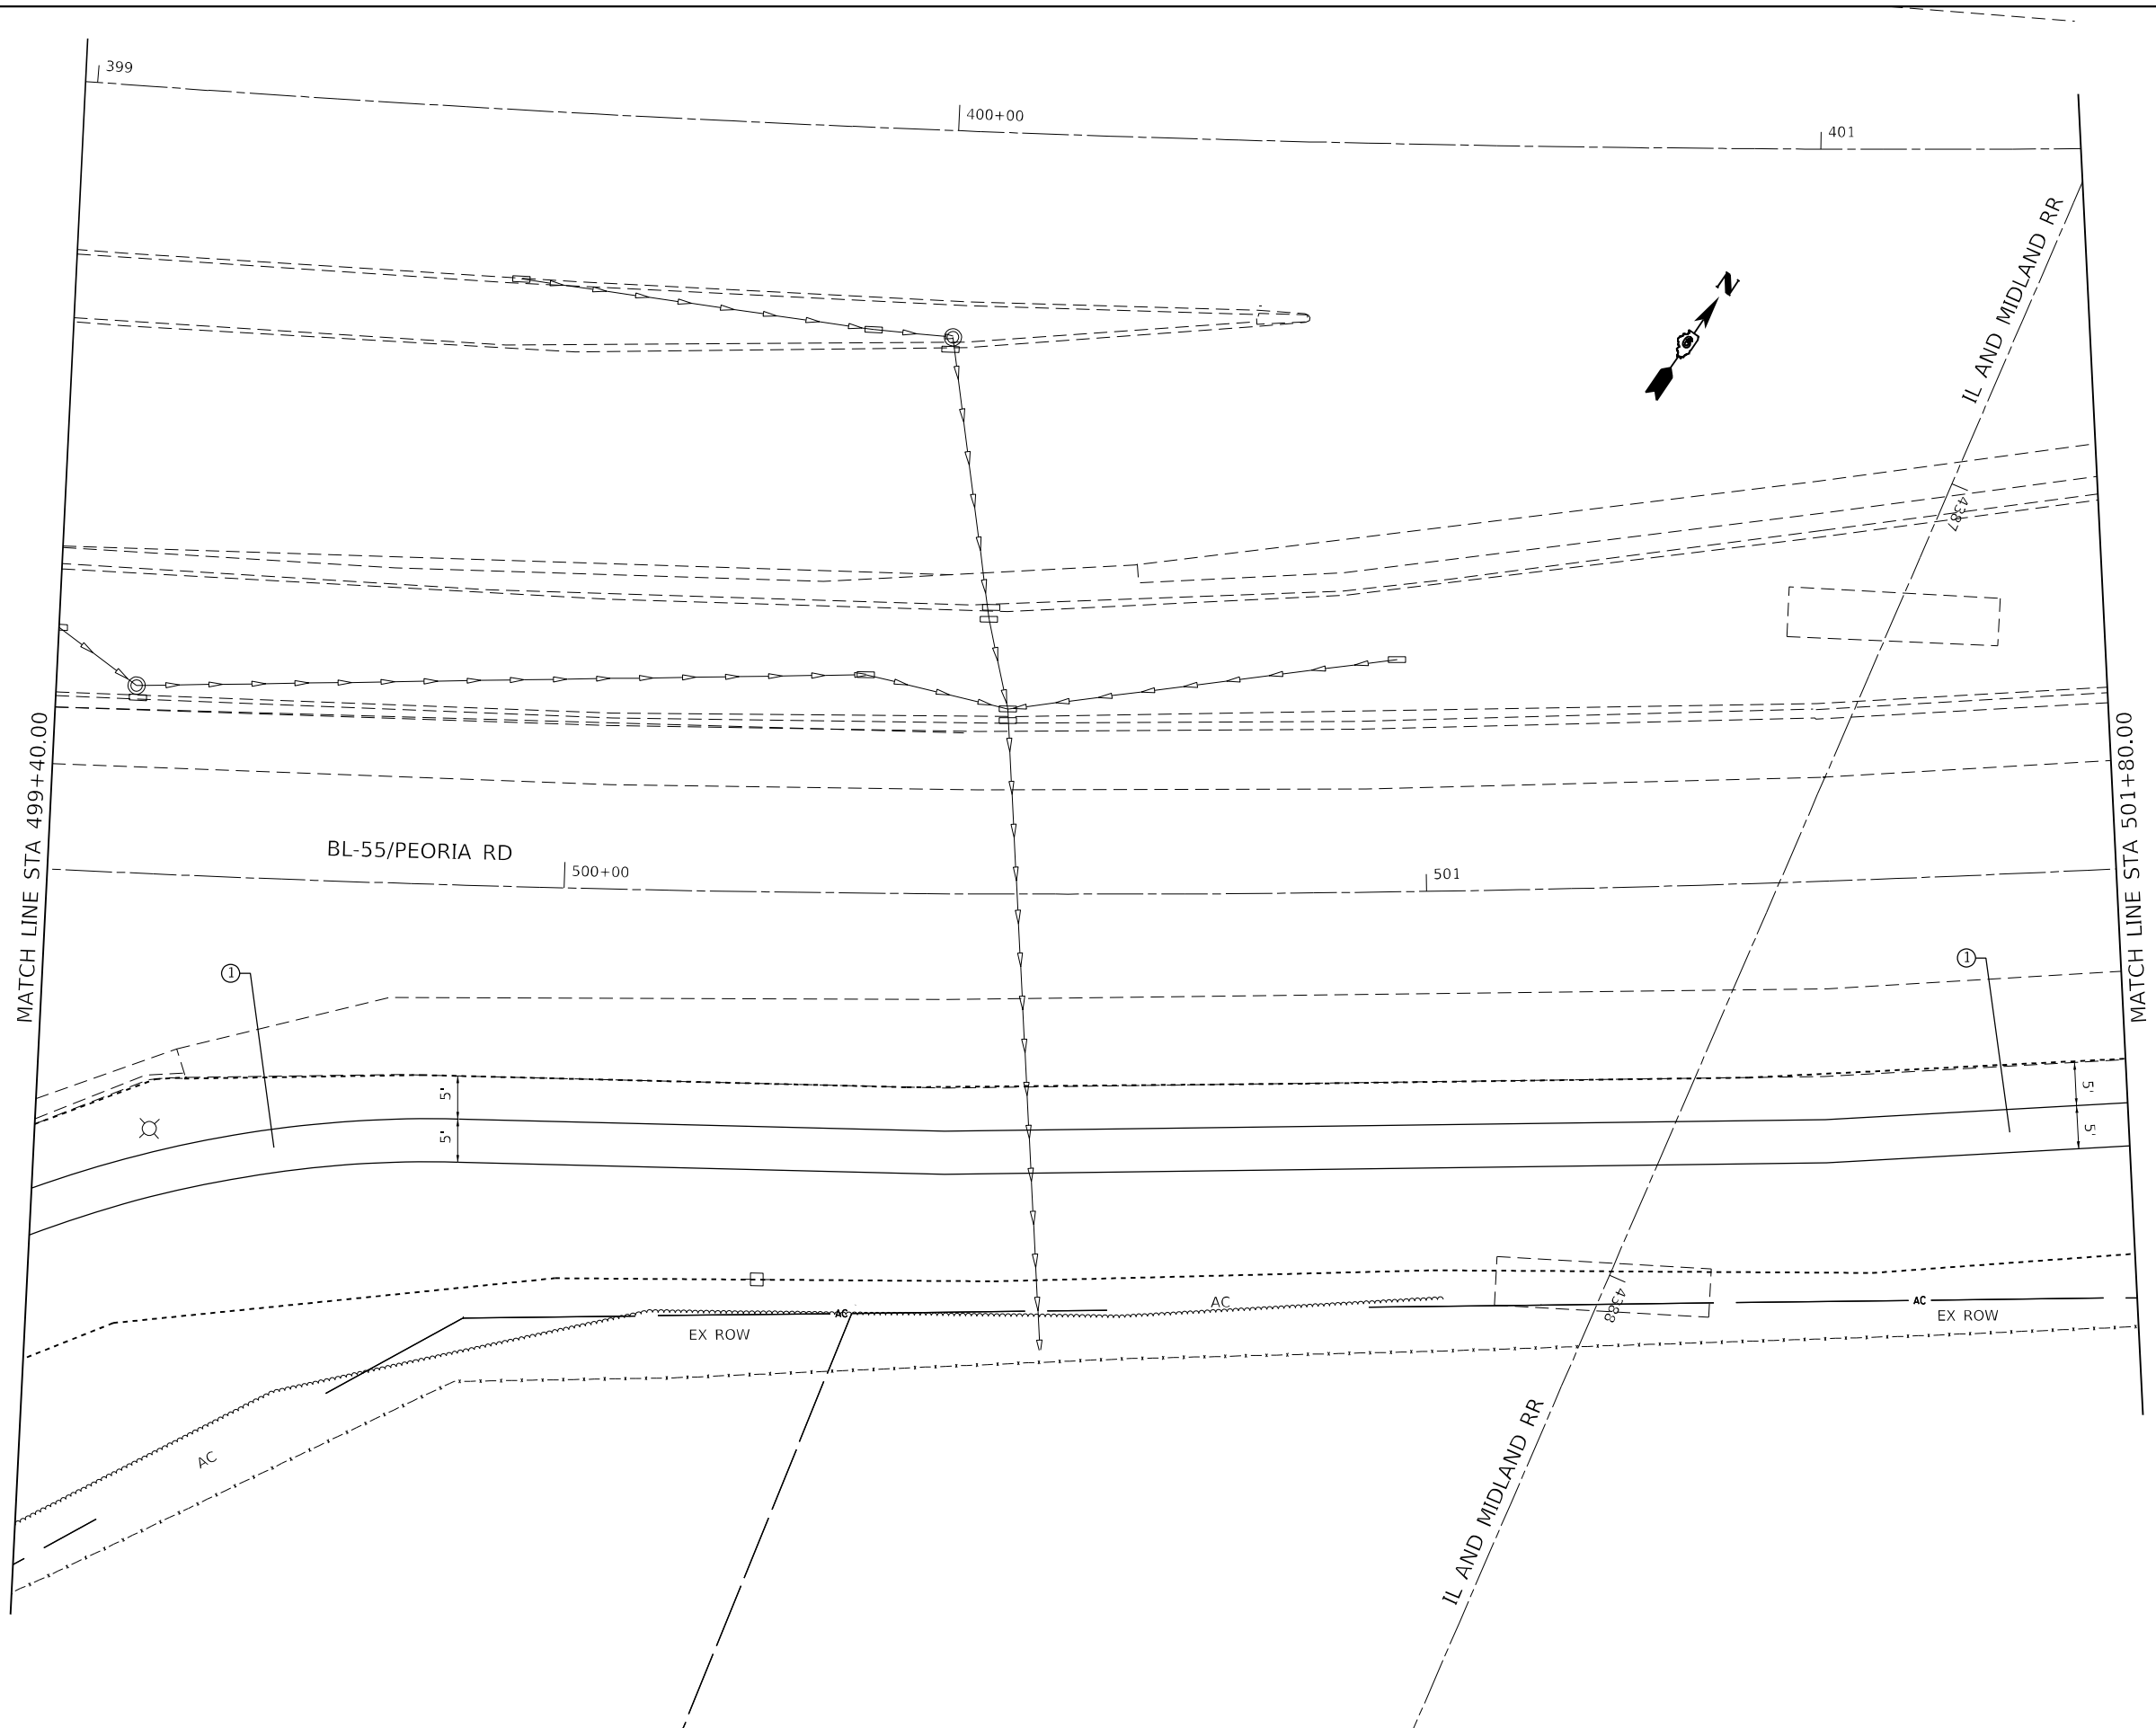 399
400+00
401
N
IL AND MIDLAND RR
4387
MATCH LINE STA 499+40.00
MATCH LINE STA 501+80.00
BL-55/PEORIA RD
500+00
501
1
1
5'
5'
5'
5'
AC
AC
AC
EX ROW
EX ROW
4388
AC
IL AND MIDLAND RR